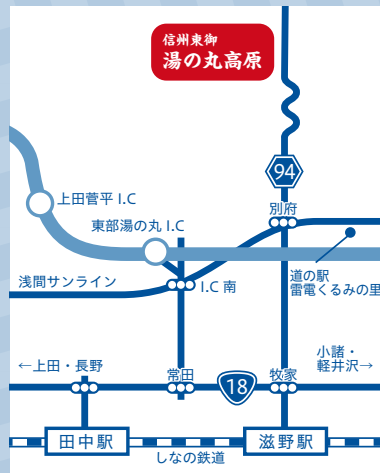 信州東御
湯の丸高原
94
別府
上田菅平 I.C
東部湯の丸 I.C
道の駅
雷電くるみの里
浅間サンライン
I.C 南
←上田・長野
常田
18
牧家
小諸・
軽井沢→
田中駅
滋野駅
しなの鉄道